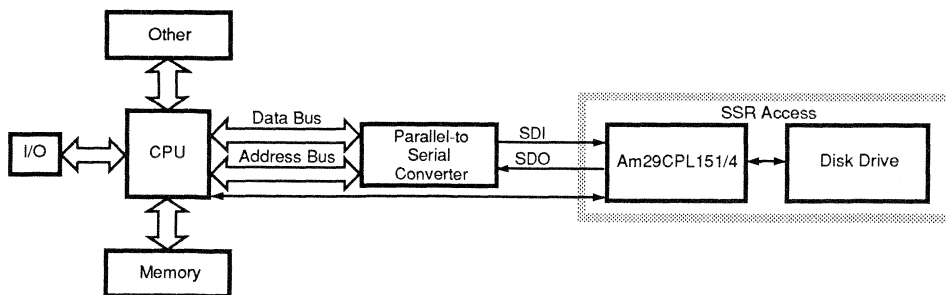 Other
Data Bus
SSR Access
I/O
CPU
Parallel-to
Serial
Converter
SDI
SDO
Address Bus
Am29CPL151/4
Disk Drive
Memory